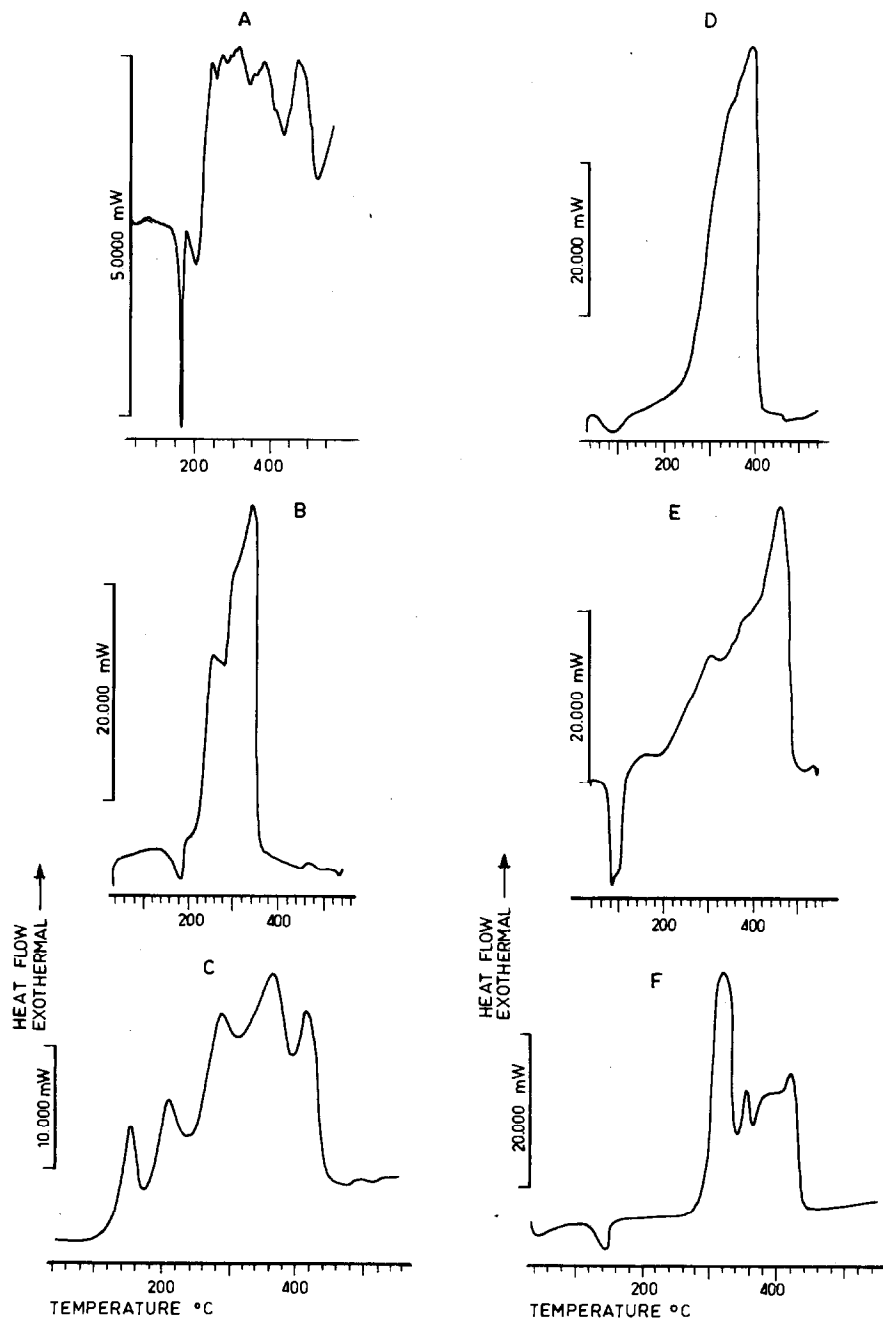 A
5.0000 mW
200 400
B
20.000 mW
200 400
C
HEAT FLOW
EXOTHERMAL
10.000 mW
200 400
TEMPERATURE °C
D
20.000 mW
200 400
E
20.000 mW
200 400
F
HEAT FLOW
EXOTHERMAL
20.000 mW
200 400
TEMPERATURE °C